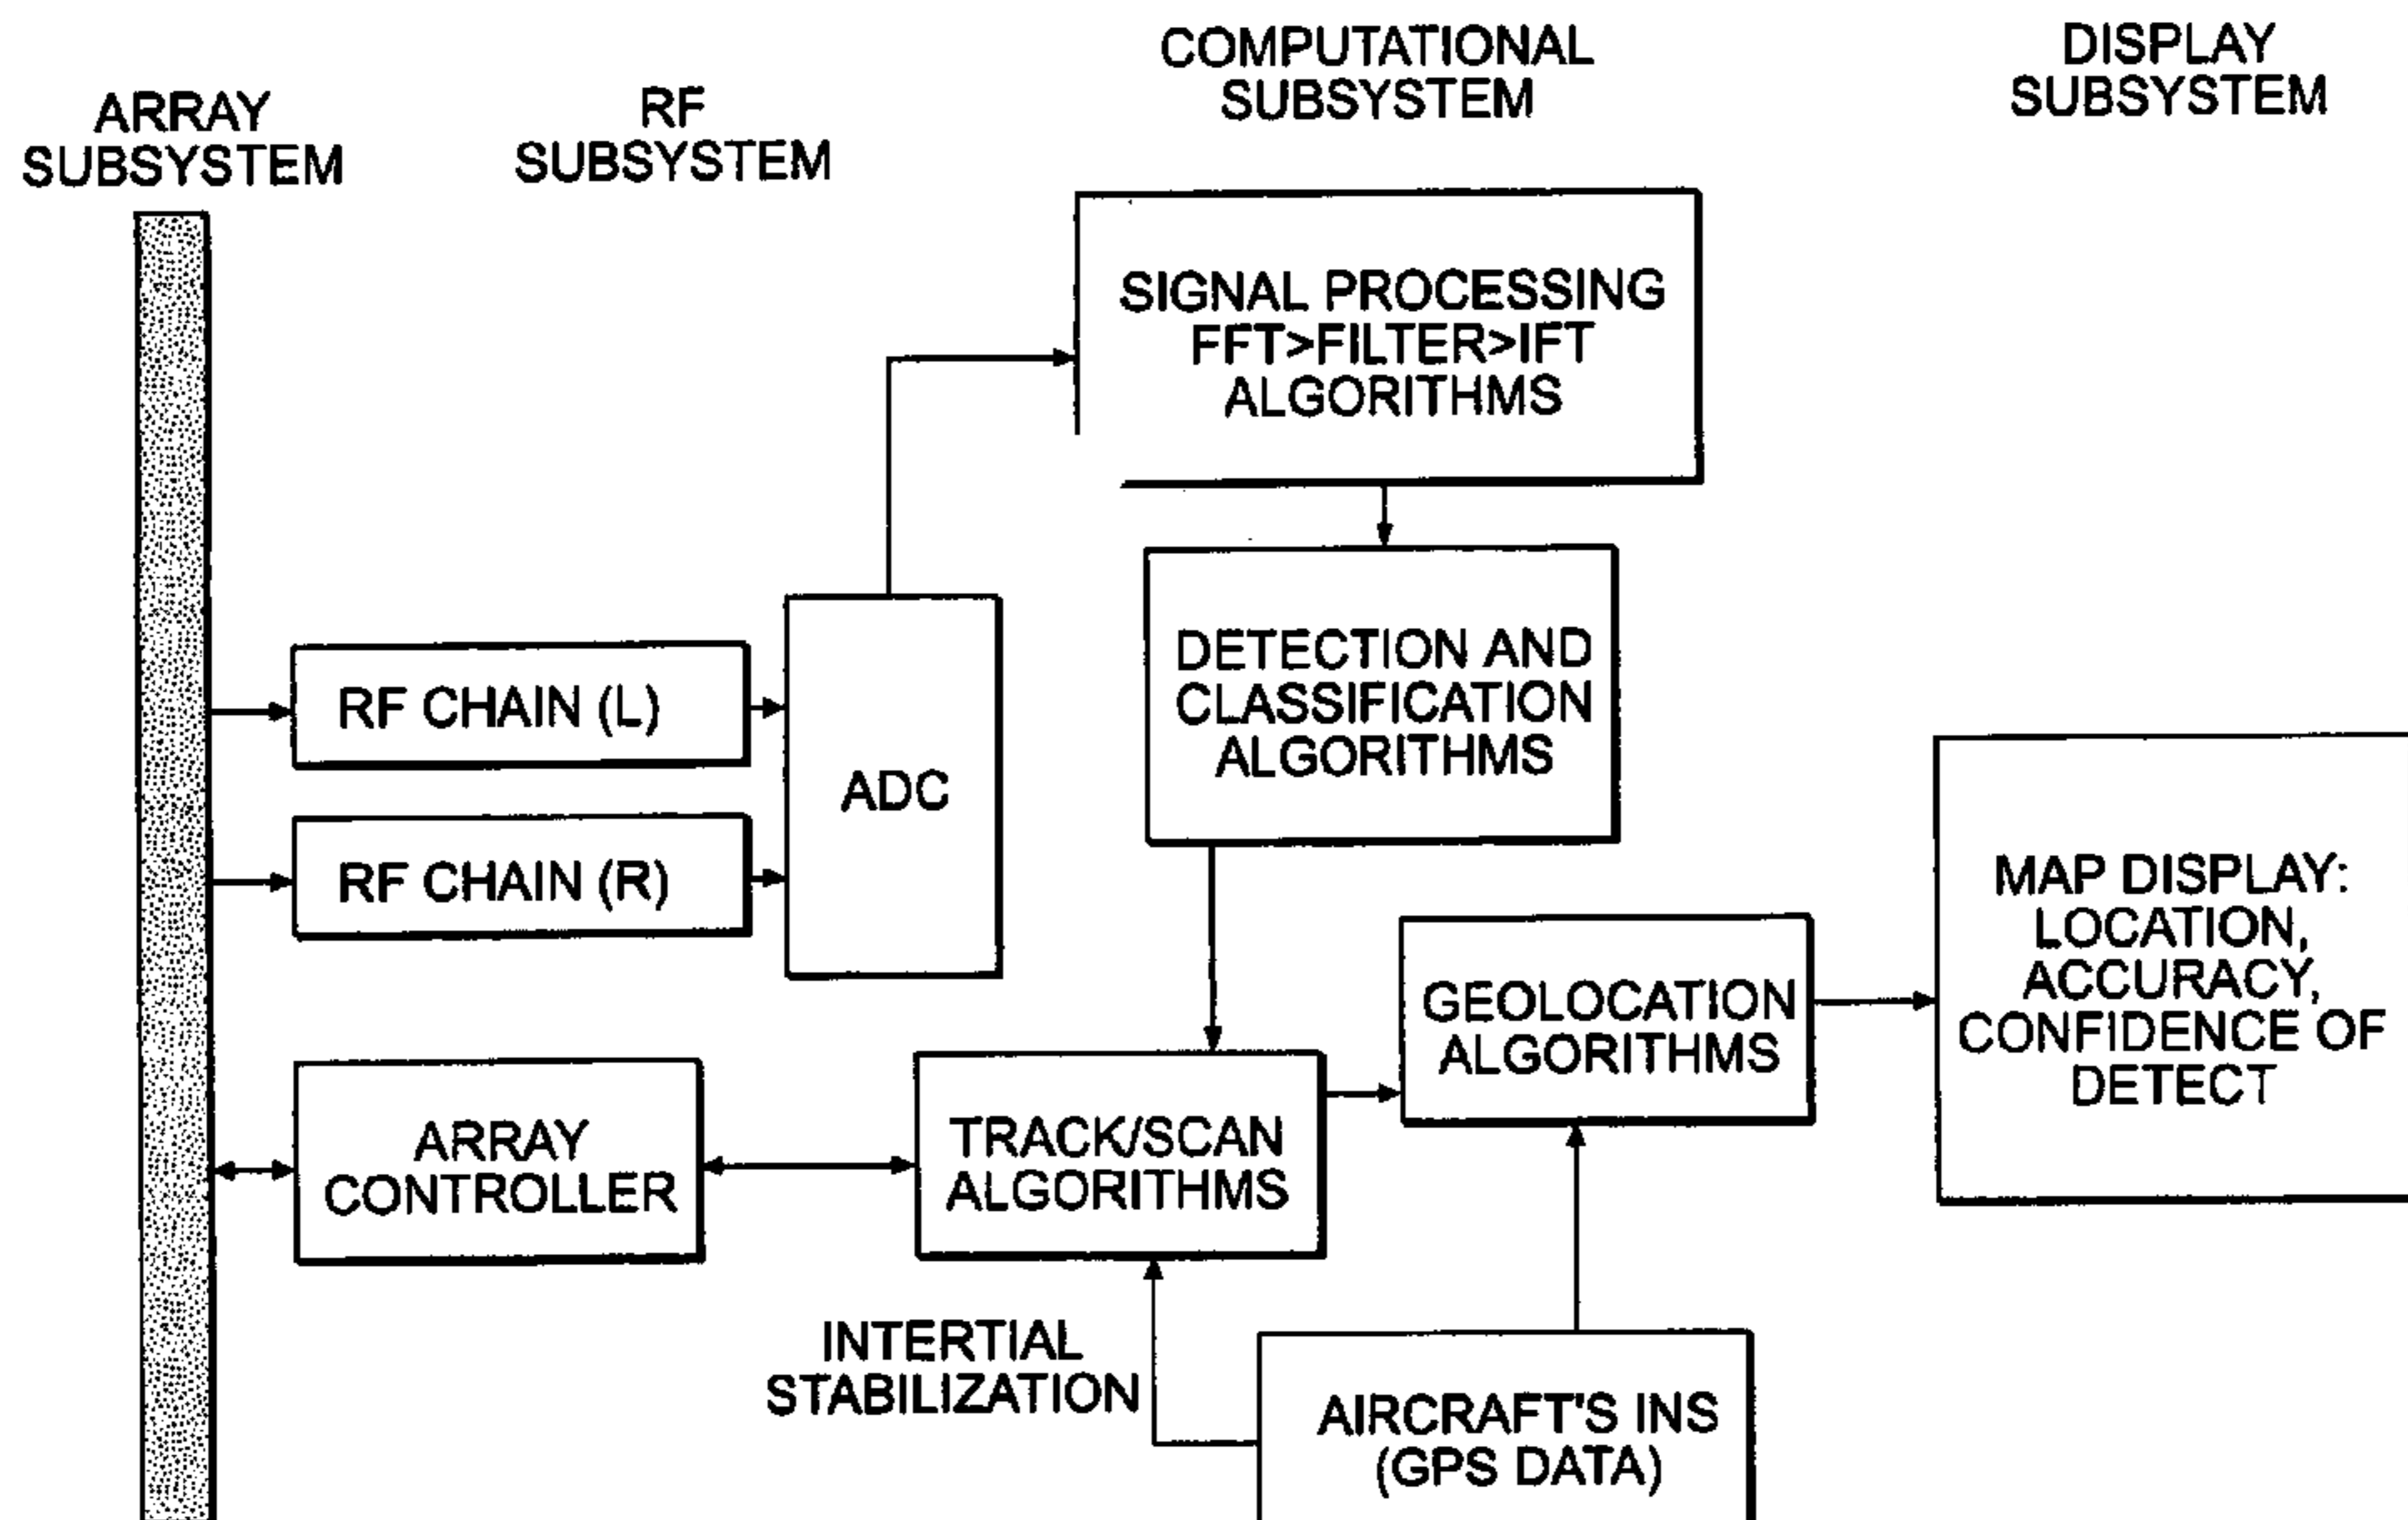 ARRAY
SUBSYSTEM
RF
SUBSYSTEM
COMPUTATIONAL
SUBSYSTEM
DISPLAY
SUBSYSTEM
SIGNAL PROCESSING
FFT>FILTER>IFT
ALGORITHMS
DETECTION AND
CLASSIFICATION
ALGORITHMS
RF CHAIN (L)
RF CHAIN (R)
ADC
MAP DISPLAY:
LOCATION,
ACCURACY,
CONFIDENCE OF
DETECT
GEOLOCATION
ALGORITHMS
ARRAY
CONTROLLER
TRACK/SCAN
ALGORITHMS
INTERTIAL
STABILIZATION
AIRCRAFT'S INS
(GPS DATA)